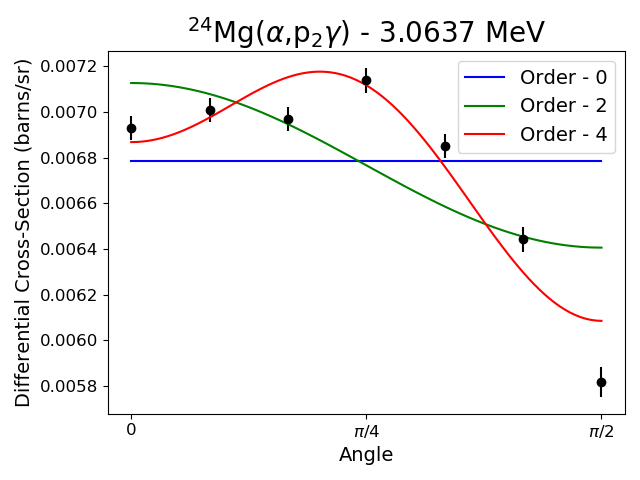 ²⁴Mg(α,p₂γ) - 3.0637 MeV
Order - 0
Order - 2
Order - 4
Differential Cross-Section (barns/sr)
0.0072
0.0070
0.0068
0.0066
0.0064
0.0062
0.0060
0.0058
0 π/4 π/2
Angle